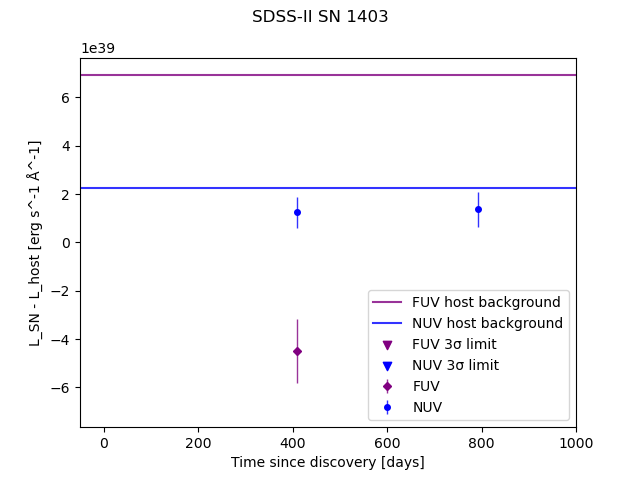 SDSS-II SN 1403
1e39
L_SN - L_host [erg s^-1 Å^-1]
6
4
2
0
−2
−4
−6
FUV host background
NUV host background
FUV 3σ limit
NUV 3σ limit
FUV
NUV
0 200 400 600 800 1000
Time since discovery [days]